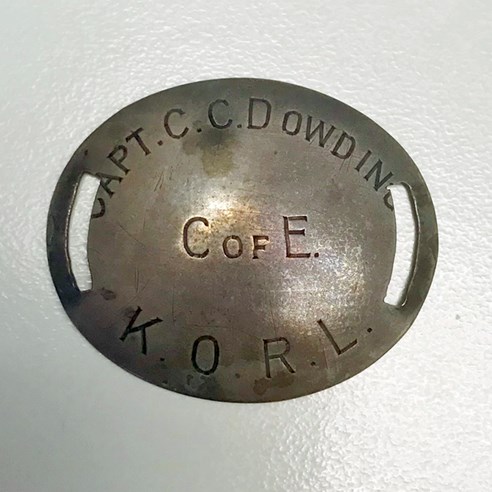 CAPT. C. C. DOWDING
C OF E.
K. O. R. L.